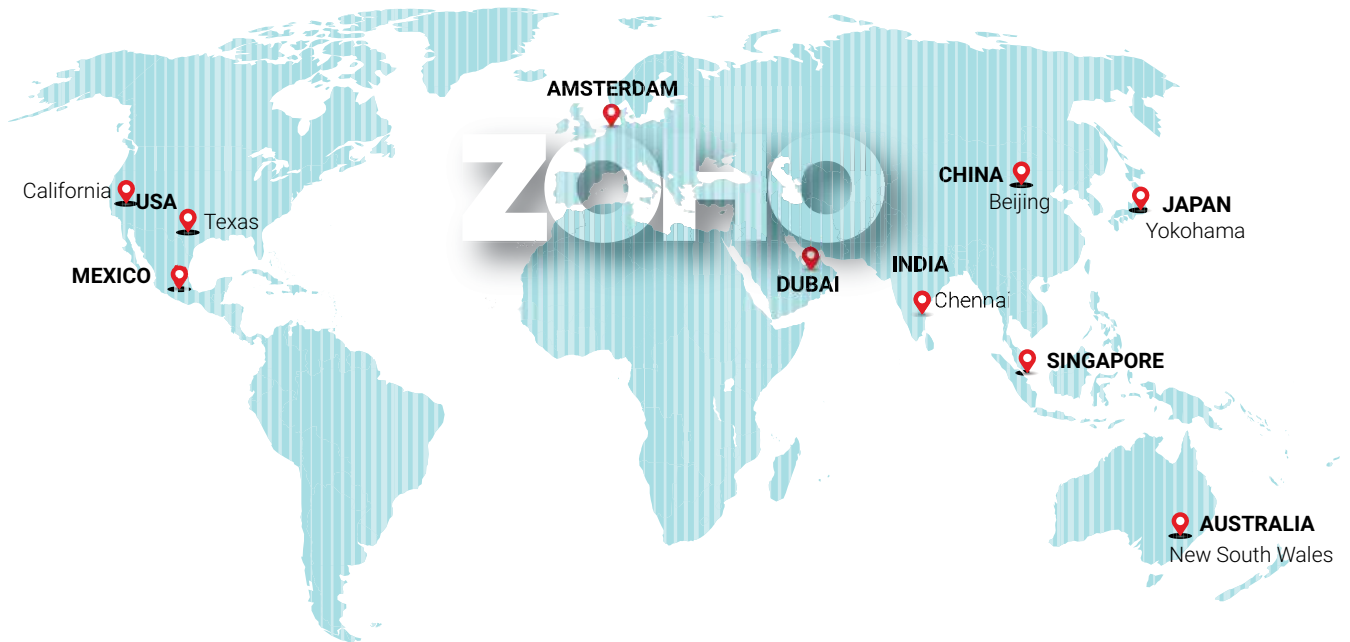 AMSTERDAM
ZOHO
California
USA
Texas
MEXICO
CHINA
Beijing
JAPAN
Yokohama
DUBAI
INDIA
Chennai
SINGAPORE
AUSTRALIA
New South Wales